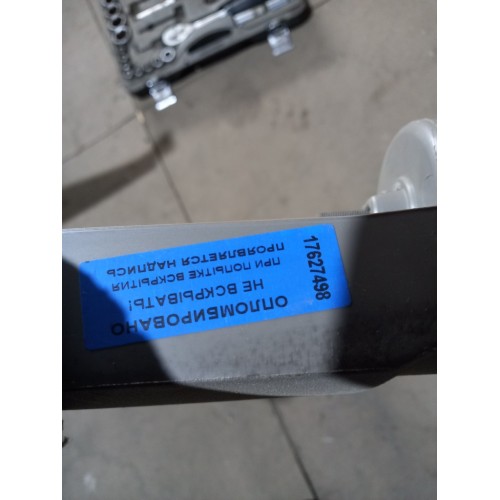 ОПЛОМБИРОВАНО
НЕ ВСКРЫВАТЬ!
ПРИ ПОПЫТКЕ ВСКРЫТИЯ
ПРОЯВЛЯЕТСЯ НАДПИСЬ
17627498